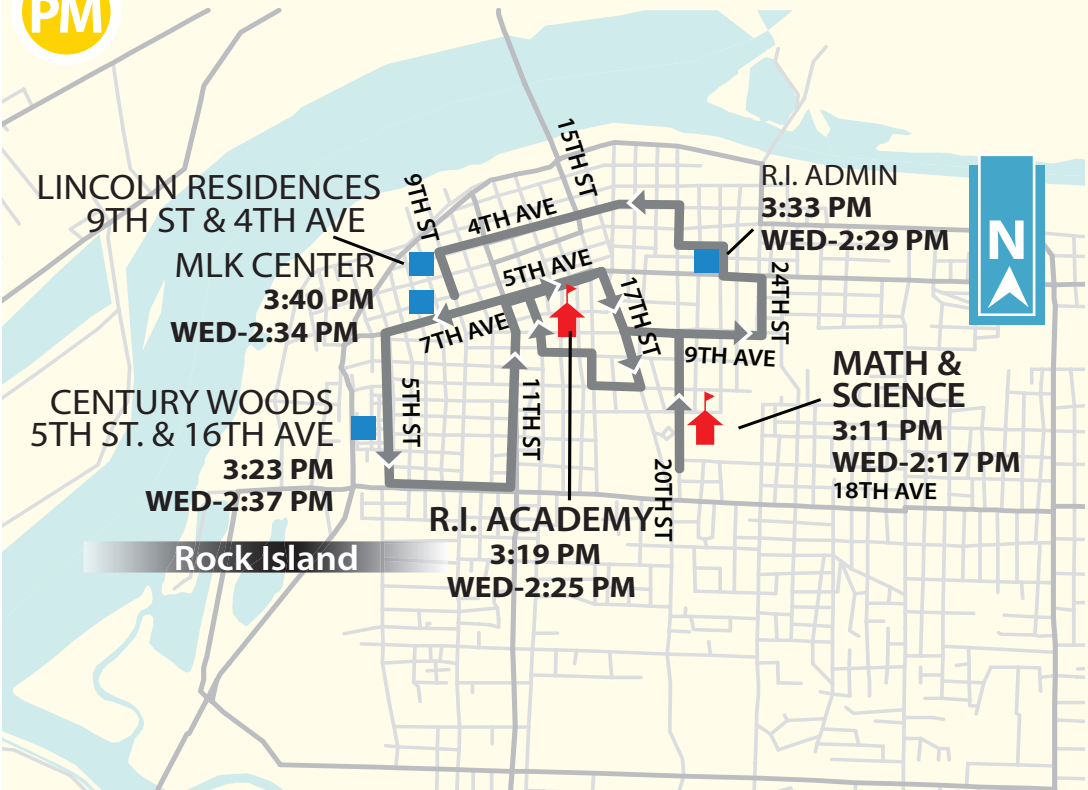 PM
15TH ST
LINCOLN RESIDENCES
9TH ST & 4TH AVE
9TH ST
4TH AVE
R.I. ADMIN
3:33 PM
WED-2:29 PM
N
MLK CENTER
3:40 PM
WED-2:34 PM
5TH AVE
7TH AVE
17TH ST
24TH ST
9TH AVE
MATH &
SCIENCE
3:11 PM
WED-2:17 PM
18TH AVE
CENTURY WOODS
5TH ST. & 16TH AVE
3:23 PM
WED-2:37 PM
5TH ST
11TH ST
20TH ST
R.I. ACADEMY
3:19 PM
WED-2:25 PM
Rock Island